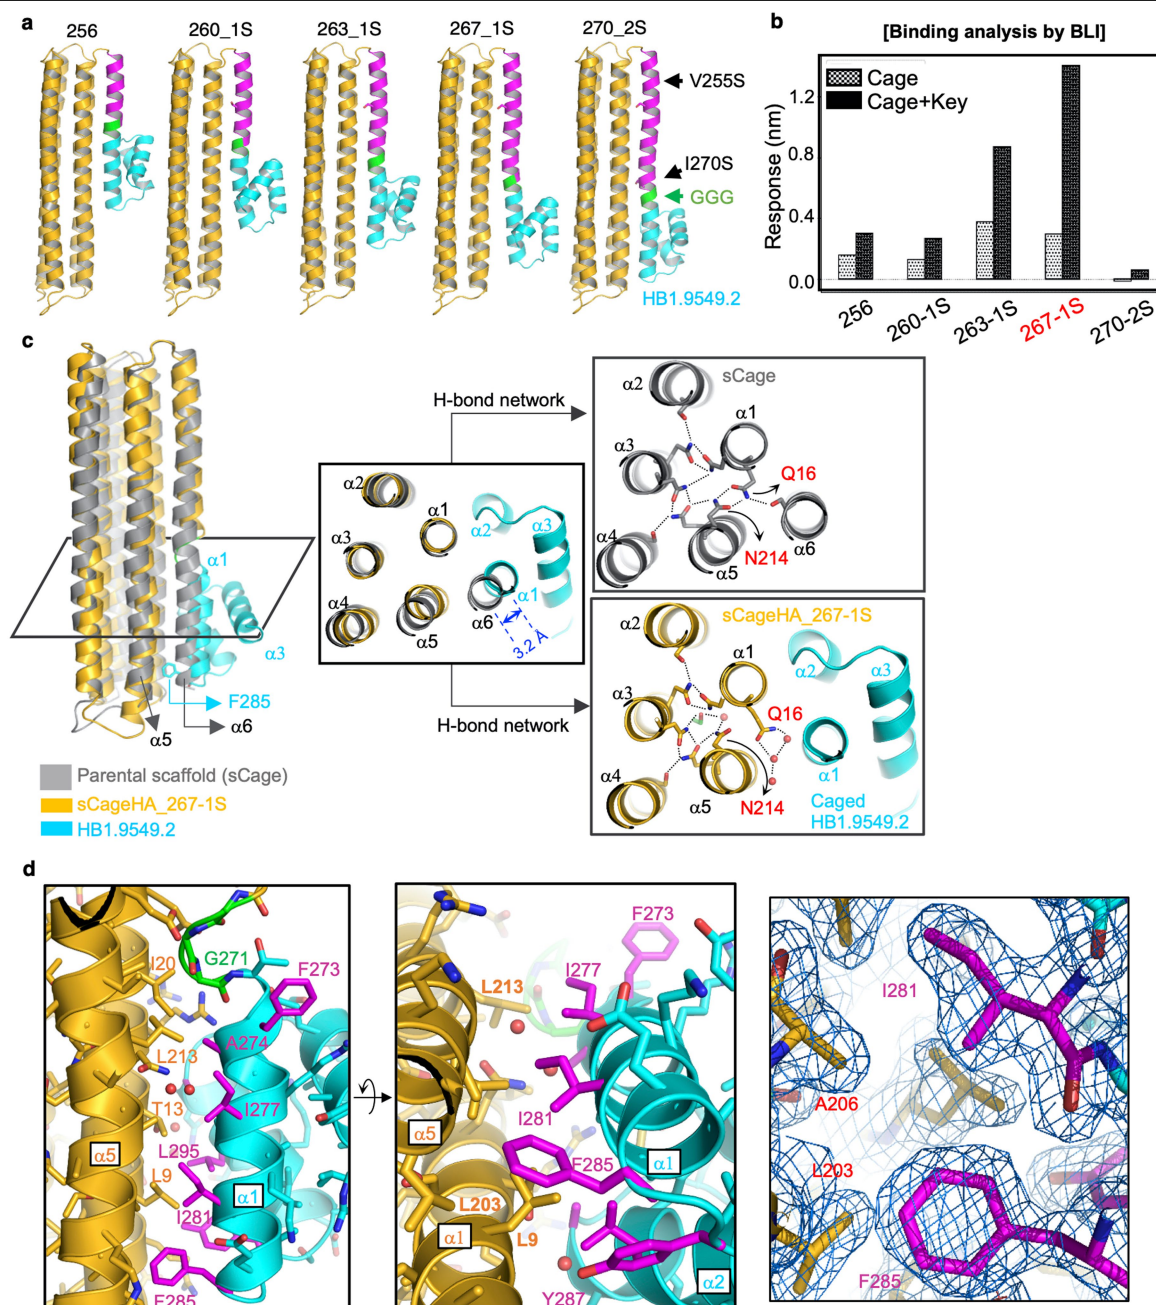 a
256
260_1S
263_1S
267_1S
270_2S
V255S
I270S
GGG
HB1.9549.2
b
[Binding analysis by BLI]
Cage
Cage+Key
Response (nm)
1.2
0.8
0.4
0.0
256
260-1S
263-1S
267-1S
270-2S
c
α1
α3
F285
α5
α6
Parental scaffold (sCage)
sCageHA_267-1S
HB1.9549.2
H-bond network
α2
α1
α2
α3
α3
α4
α5
α6
α1
3.2 Å
H-bond network
α2
sCage
α1
α3
Q16
α4
N214
α6
α5
sCageHA_267-1S
α2
α1
α2
α3
α3
Q16
α4
α1
α5
N214
Caged
HB1.9549.2
d
G271
I20
F273
A274
L213
I277
T13
α5
L295
L9
α1
I281
F285
F273
I277
L213
I281
α5
F285
α1
L203
α1
L9
α2
Y287
I281
A206
L203
F285